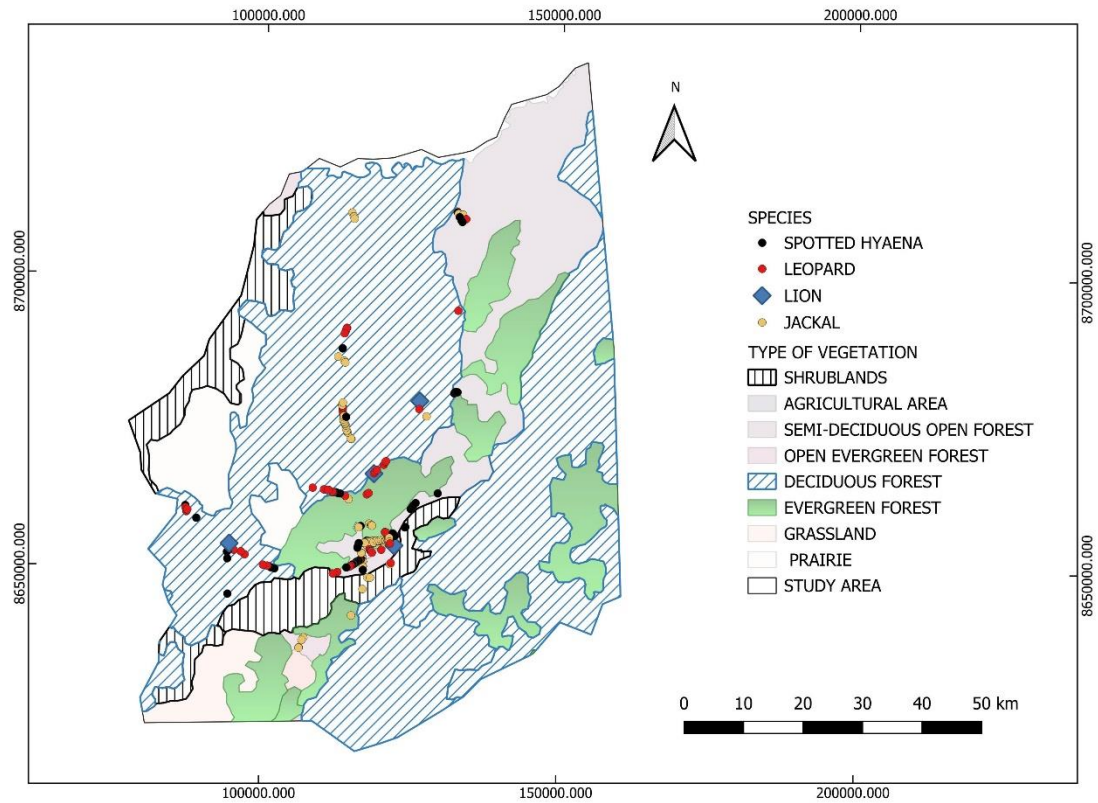 100000.000 150000.000 200000.000
N
SPECIES
SPOTTED HYAENA
LEOPARD
LION
JACKAL
TYPE OF VEGETATION
SHRUBLANDS
AGRICULTURAL AREA
SEMI-DECIDUOUS OPEN FOREST
OPEN EVERGREEN FOREST
DECIDUOUS FOREST
EVERGREEN FOREST
GRASSLAND
PRAIRIE
STUDY AREA
8700000.000
8700000.000
8650000.000
8650000.000
0 10 20 30 40 50 km
100000.000 150000.000 200000.000